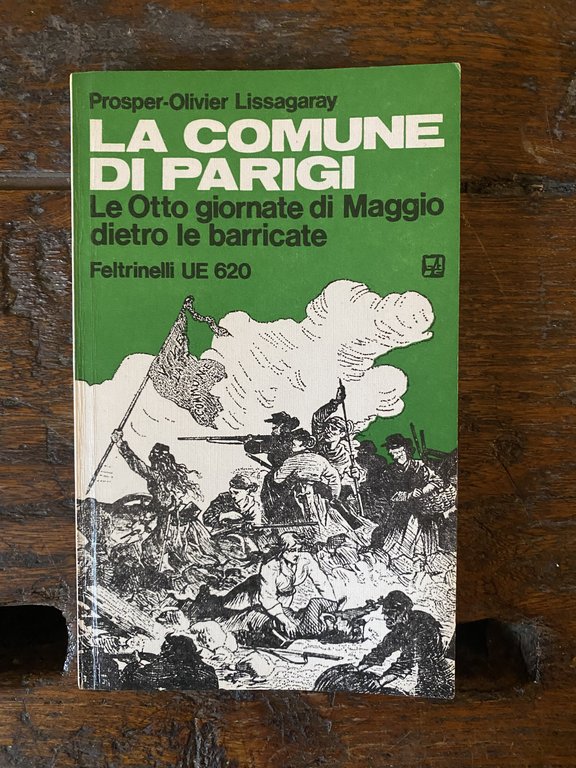 Prosper-Olivier Lissagaray
LA COMUNE
DI PARIGI
Le Otto giornate di Maggio
dietro le barricate
Feltrinelli UE 620